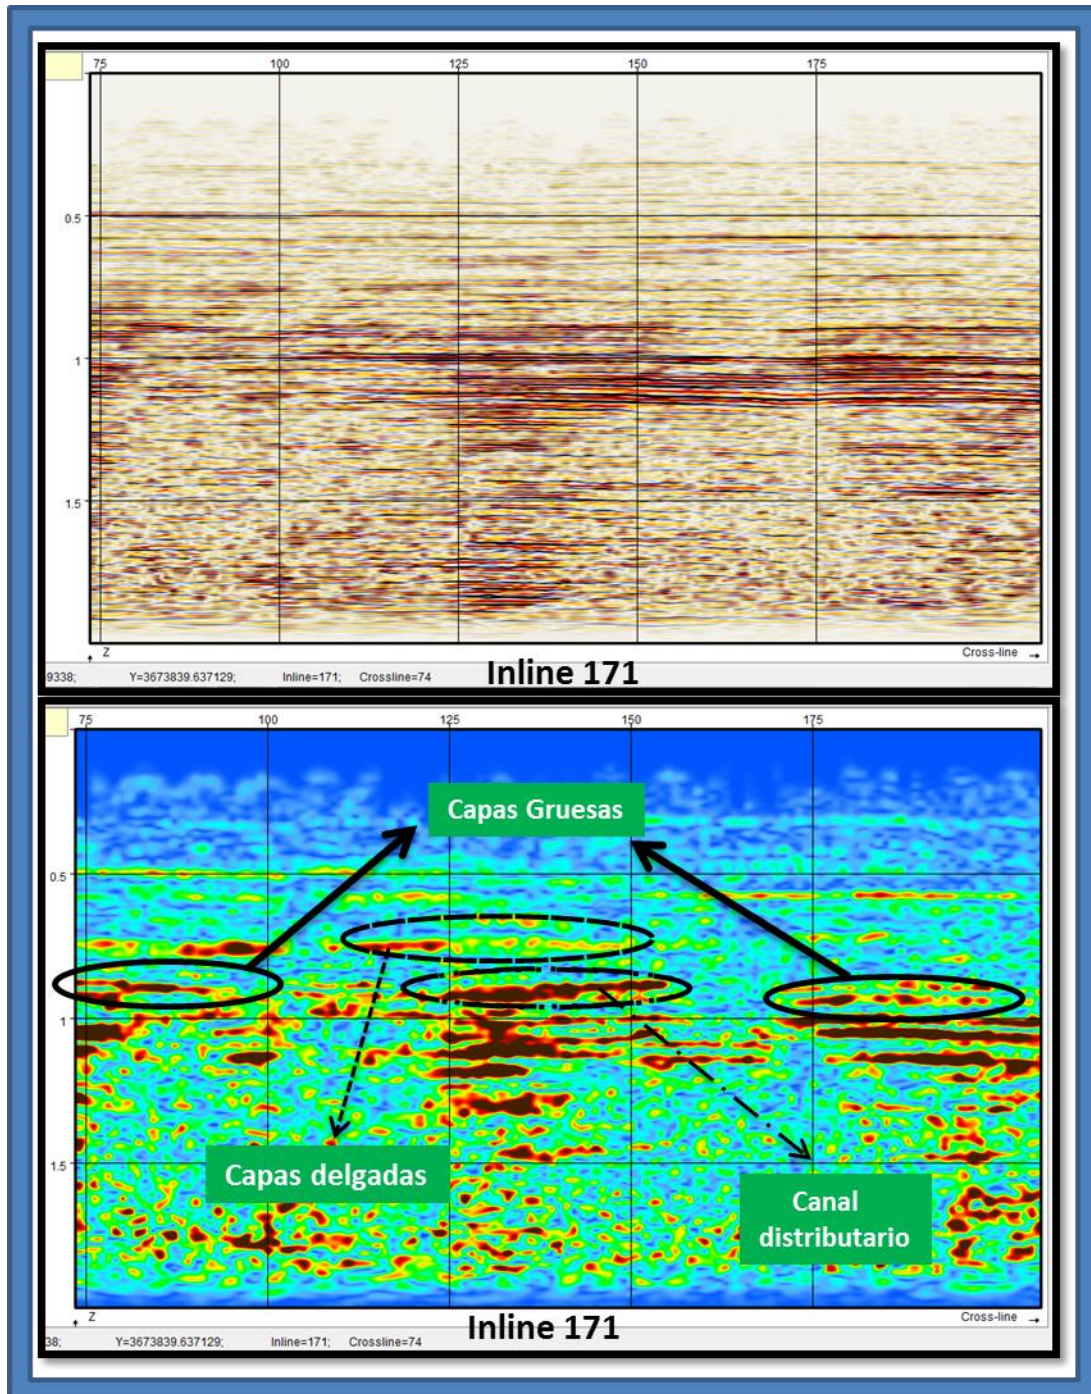 75 100 125 150 175
0.5
1
1.5
Z Cross-line
Inline 171
9338; Y=3673839.637129; Inline=171; Crossline=74
75 100 125 150 175
Capas Gruesas
0.5
1
1.5
Capas delgadas
Canal
distributario
Z Cross-line
Inline 171
38; Y=3673839.637129; Inline=171; Crossline=74